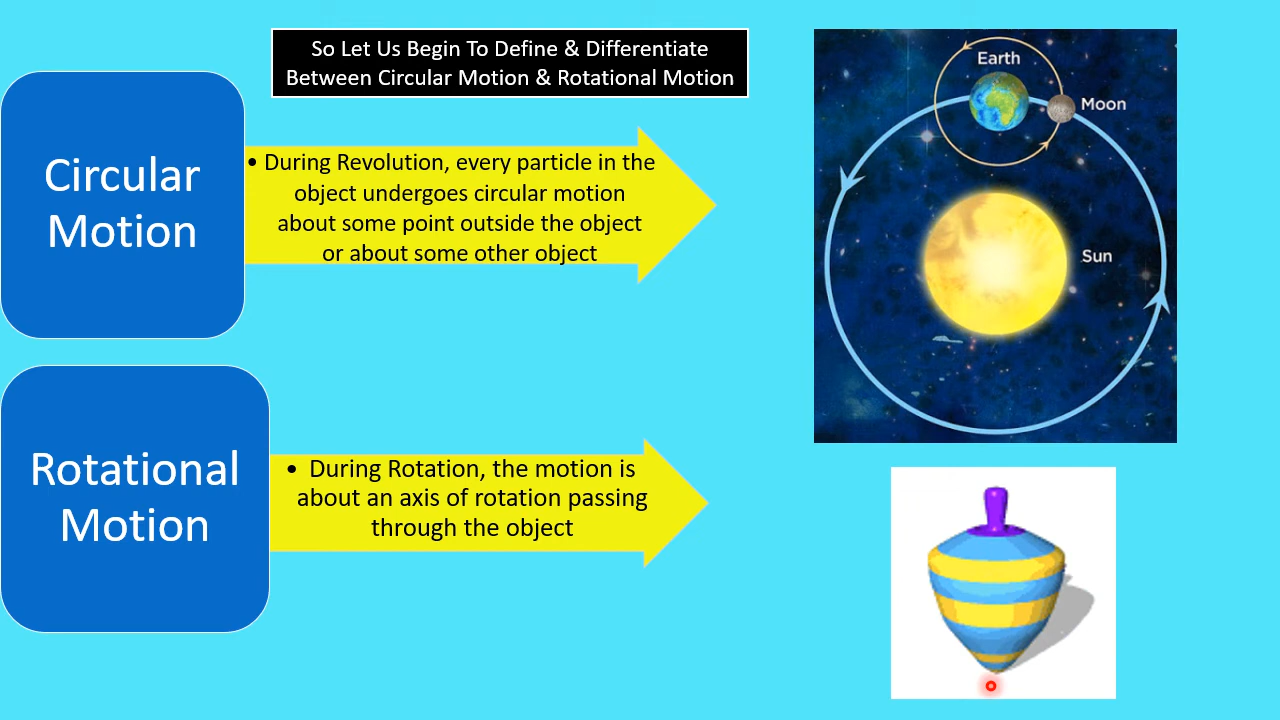 So Let Us Begin To Define & Differentiate
Between Circular Motion & Rotational Motion
Circular
Motion
• During Revolution, every particle in the
object undergoes circular motion
about some point outside the object
or about some other object
Earth
Moon
Sun
Rotational
Motion
• During Rotation, the motion is
about an axis of rotation passing
through the object